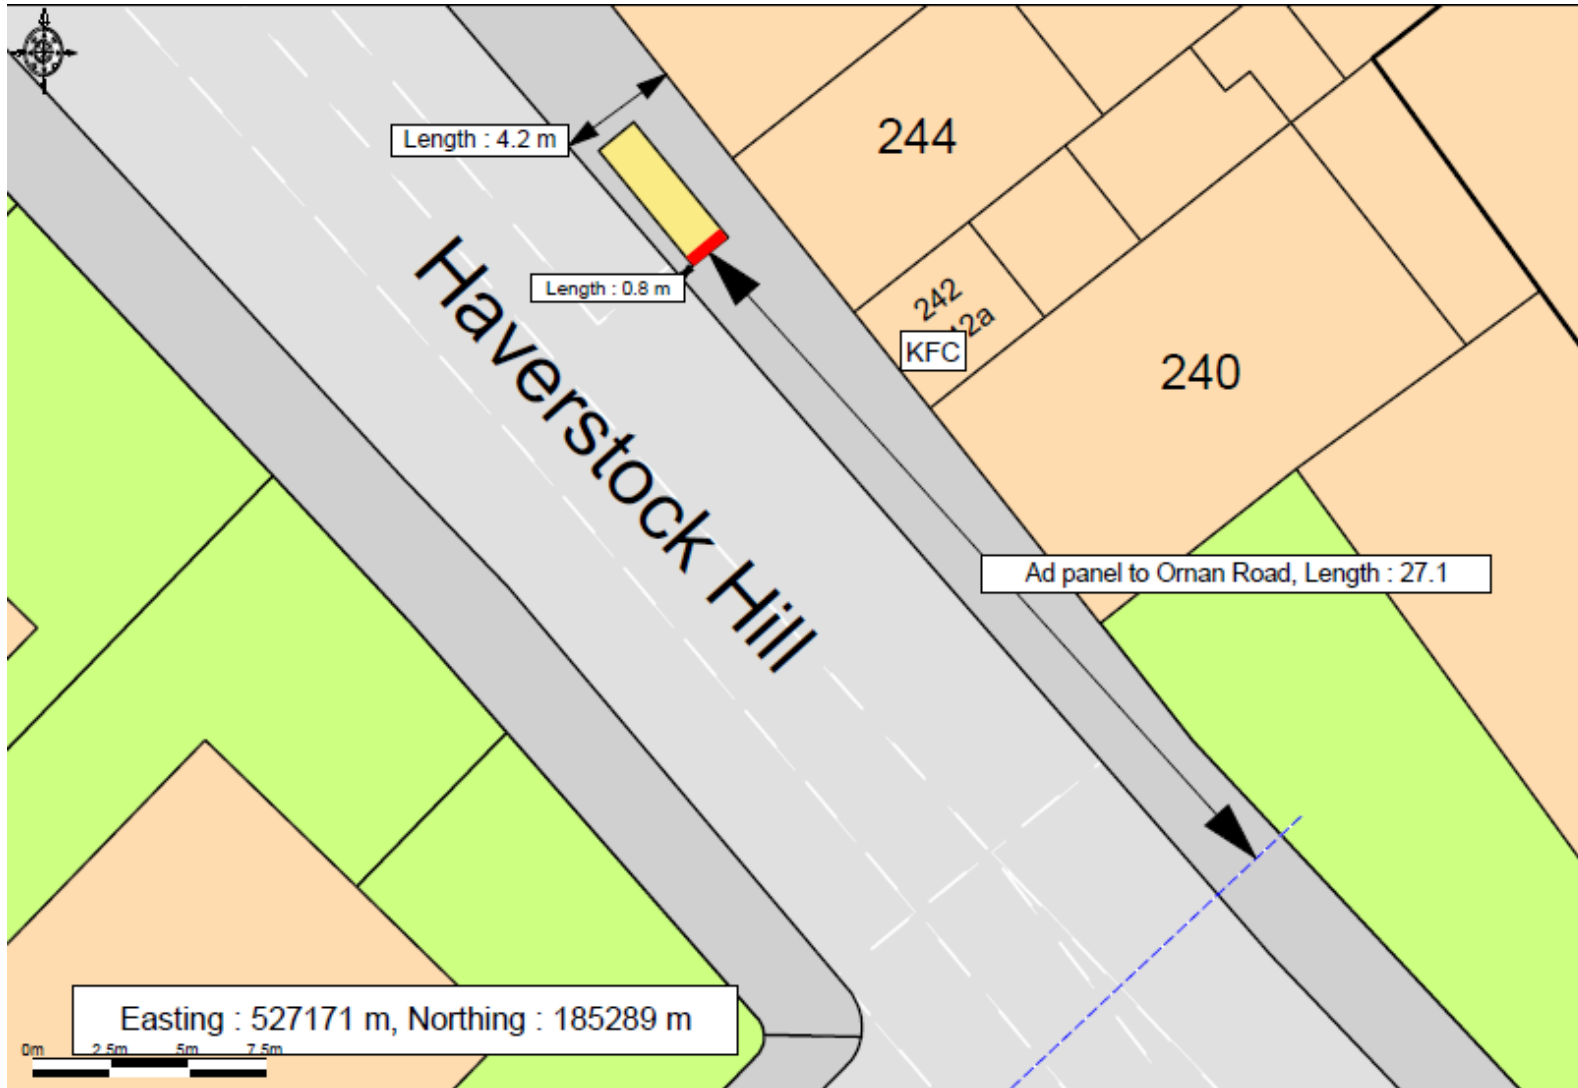 Length : 4.2 m
244
Length : 0.8 m
242
KFC
240
Haverstock Hill
Ad panel to Ornan Road, Length : 27.1
Easting : 527171 m, Northing : 185289 m
0m 2.5m 5m 7.5m